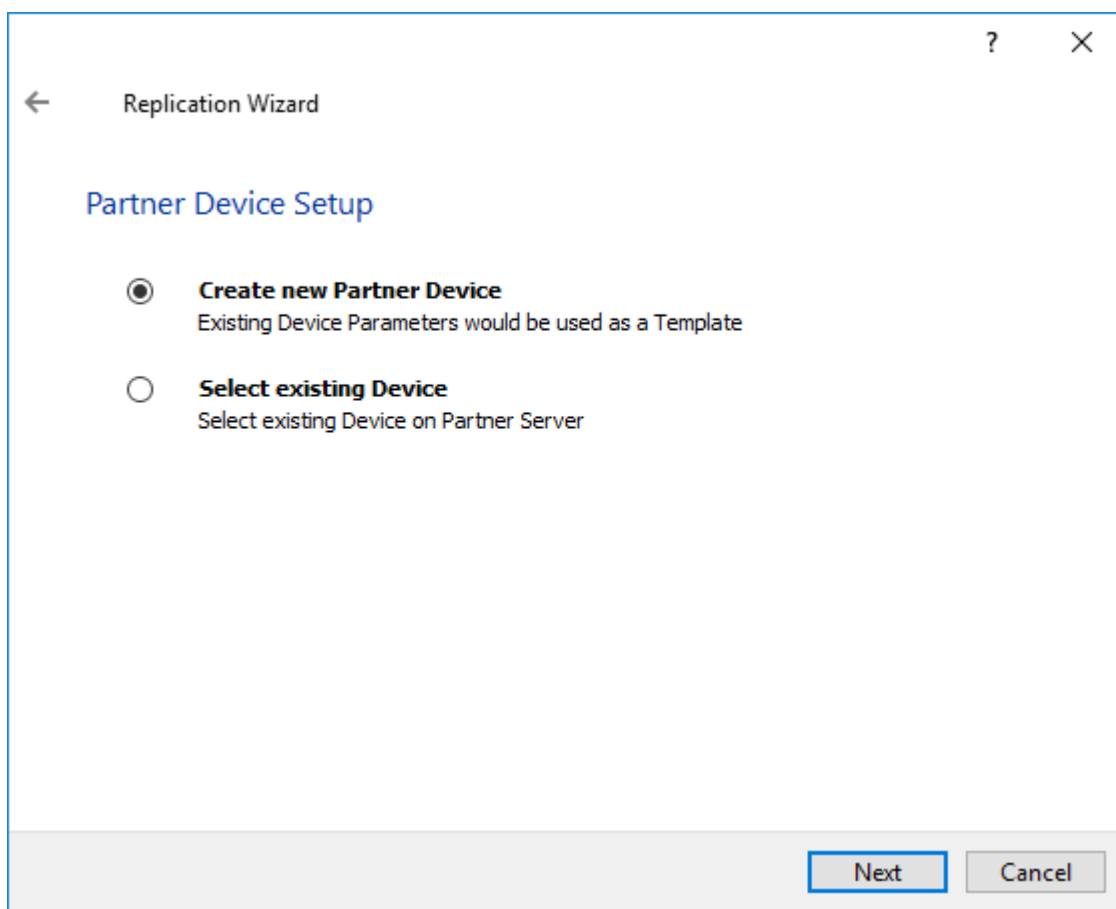 ?
Replication Wizard
Partner Device Setup
Create new Partner Device
Existing Device Parameters would be used as a Template
Select existing Device
Select existing Device on Partner Server
Next Cancel